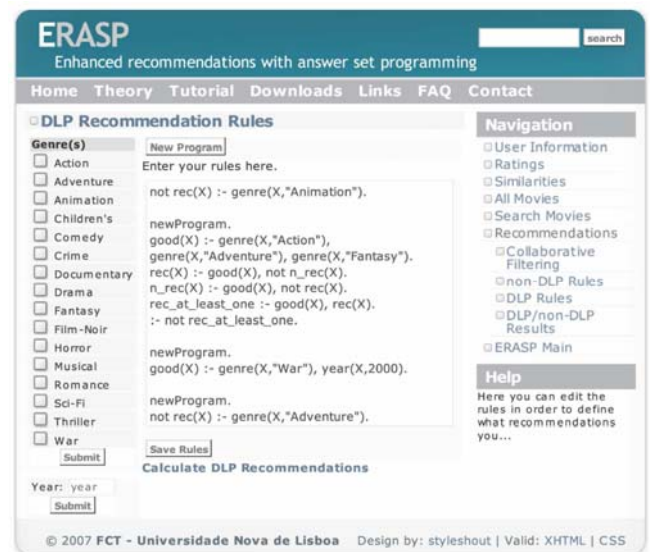 ERASP
search
Enhanced recommendations with answer set programming
Home Theory Tutorial Downloads Links FAQ Contact
DLP Recommendation Rules
Genre(s)
Action
Adventure
Animation
Children's
Comedy
Crime
Documentary
Drama
Fantasy
Film-Noir
Horror
Musical
Romance
Sci-Fi
Thriller
War
Submit
Year: year
Submit
New Program
Enter your rules here.
not rec(X) :- genre(X,"Animation").
newProgram.
good(X) :- genre(X,"Action"),
genre(X,"Adventure"), genre(X,"Fantasy").
rec(X) :- good(X), not n_rec(X).
n_rec(X) :- good(X), not rec(X).
rec_at_least_one :- good(X), rec(X).
:- not rec_at_least_one.
newProgram.
good(X) :- genre(X,"War"), year(X,2000).
newProgram.
not rec(X) :- genre(X,"Adventure").
Save Rules
Calculate DLP Recommendations
Navigation
User Information
Ratings
Similarities
All Movies
Search Movies
Recommendations
Collaborative
Filtering
non-DLP Rules
DLP Rules
DLP/non-DLP
Results
ERASP Main
Help
Here you can edit the
rules in order to define
what recommendations
you...
© 2007 FCT - Universidade Nova de Lisboa Design by: styleshout | Valid: XHTML | CSS